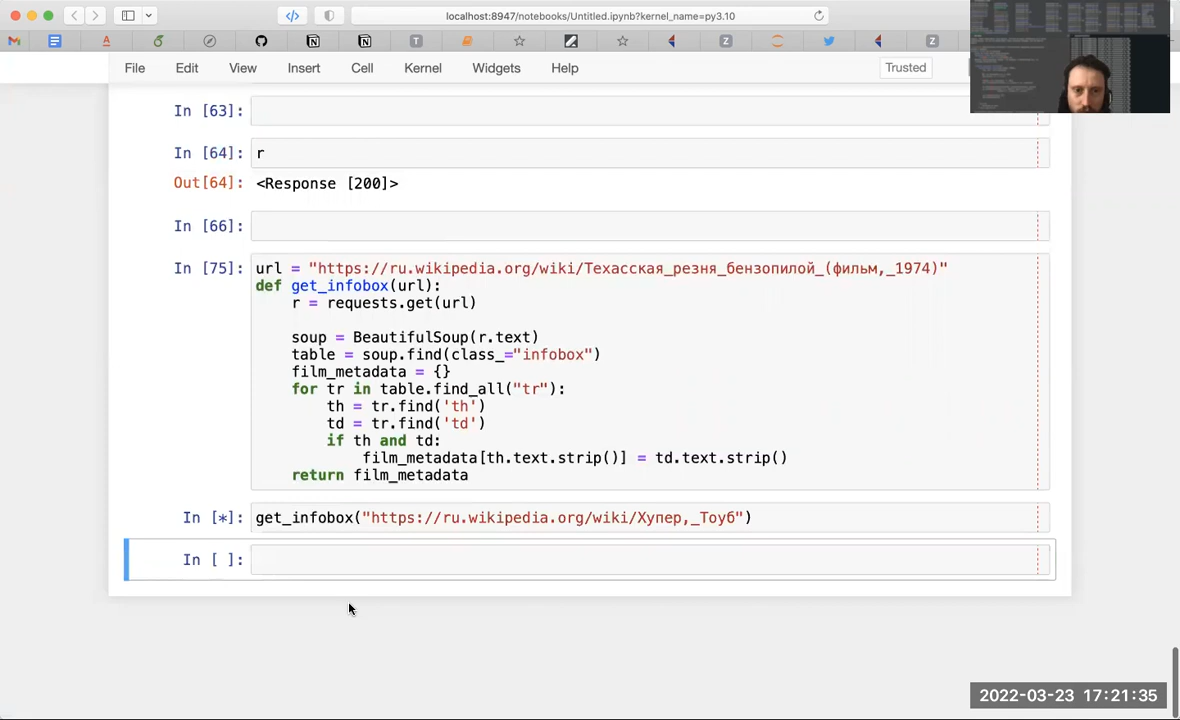 localhost:8947/notebooks/Untitled.ipynb?kernel_name=py3.10
File Edit View Insert Cell Kernel Widgets Help
Trusted
In [63]:
In [64]: r
Out[64]: <Response [200]>
In [66]:
In [75]: url = "https://ru.wikipedia.org/wiki/Техасская_резня_бензопилой_(фильм,_1974)"
def get_infobox(url):
r = requests.get(url)
soup = BeautifulSoup(r.text)
table = soup.find(class_="infobox")
film_metadata = {}
for tr in table.find_all("tr"):
th = tr.find('th')
td = tr.find('td')
if th and td:
film_metadata[th.text.strip()] = td.text.strip()
return film_metadata
In [*]: get_infobox("https://ru.wikipedia.org/wiki/Хупер,_Тоуб")
In [ ]:
2022-03-23 17:21:35